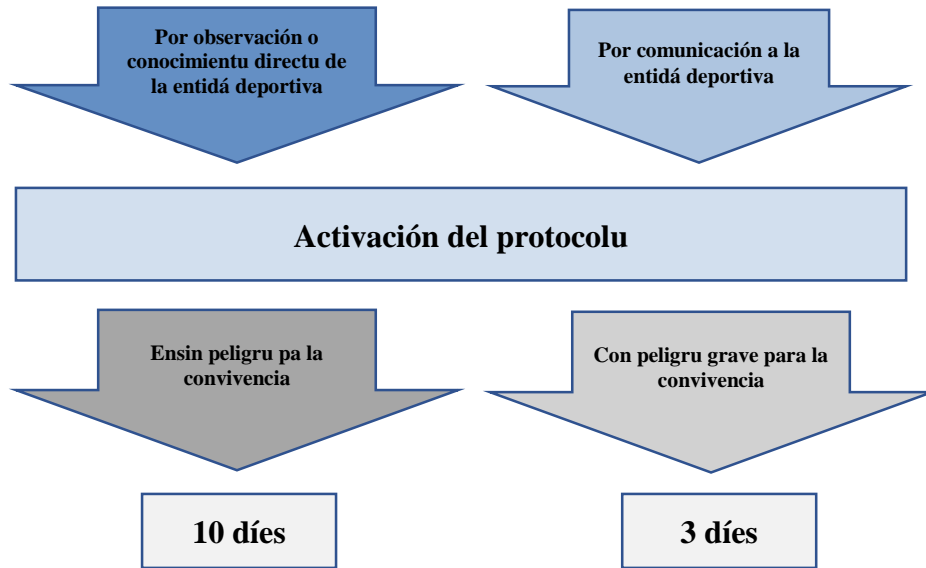 Por observación o
conocimientu directu de
la entidá deportiva
Por comunicación a la
entidá deportiva
Activación del protocolu
Ensin peligru pa la
convivencia
Con peligru grave para la
convivencia
10 díes
3 díes